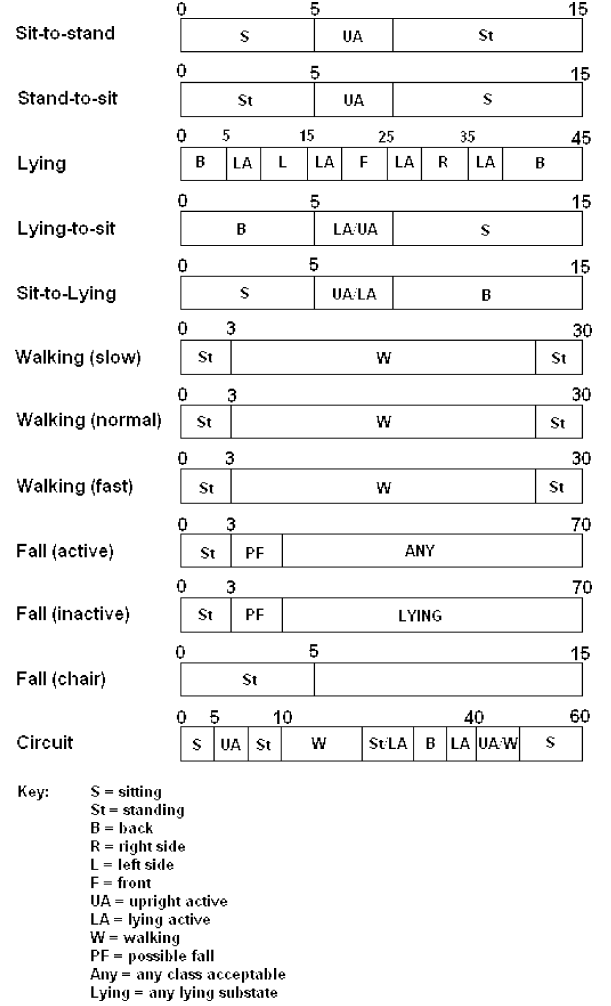 0 5 15
Sit-to-stand S UA St
0 5 15
Stand-to-sit St UA S
0 5 15 25 35 45
Lying B LA L LA F LA R LA B
0 5 15
Lying-to-sit B LA/UA S
0 5 15
Sit-to-Lying S UA/LA B
0 3 30
Walking (slow) St W St
0 3 30
Walking (normal) St W St
0 3 30
Walking (fast) St W St
0 3 70
Fall (active) St PF ANY
0 3 70
Fall (inactive) St PF LYING
0 5 15
Fall (chair) St
0 5 10 40 60
Circuit S UA St W St/LA B LA UA/W S
Key: S = sitting
St = standing
B = back
R = right side
L = left side
F = front
UA = upright active
LA = lying active
W = walking
PF = possible fall
Any = any class acceptable
Lying = any lying substate